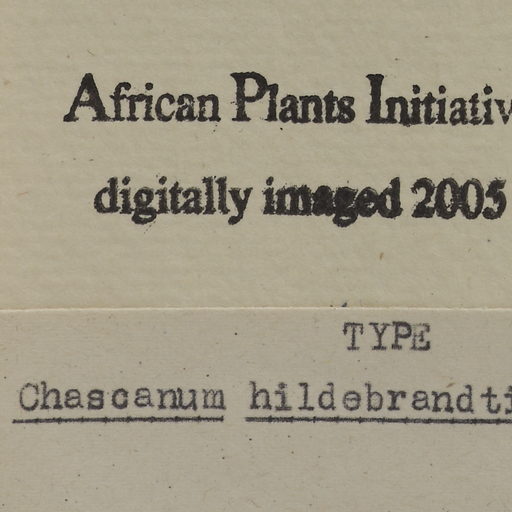 African Plants Initiativ
digitally imaged 2005
TYPE
Chascanum hildebrandti